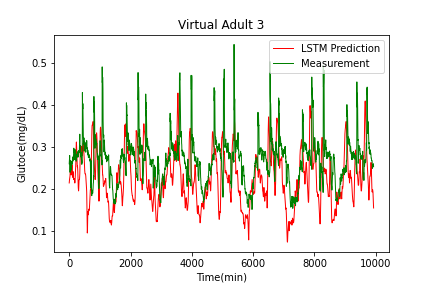 Virtual Adult 3
LSTM Prediction
Measurement
Glutoce(mg/dL)
0.5
0.4
0.3
0.2
0.1
0
2000
4000
6000
8000
10000
Time(min)